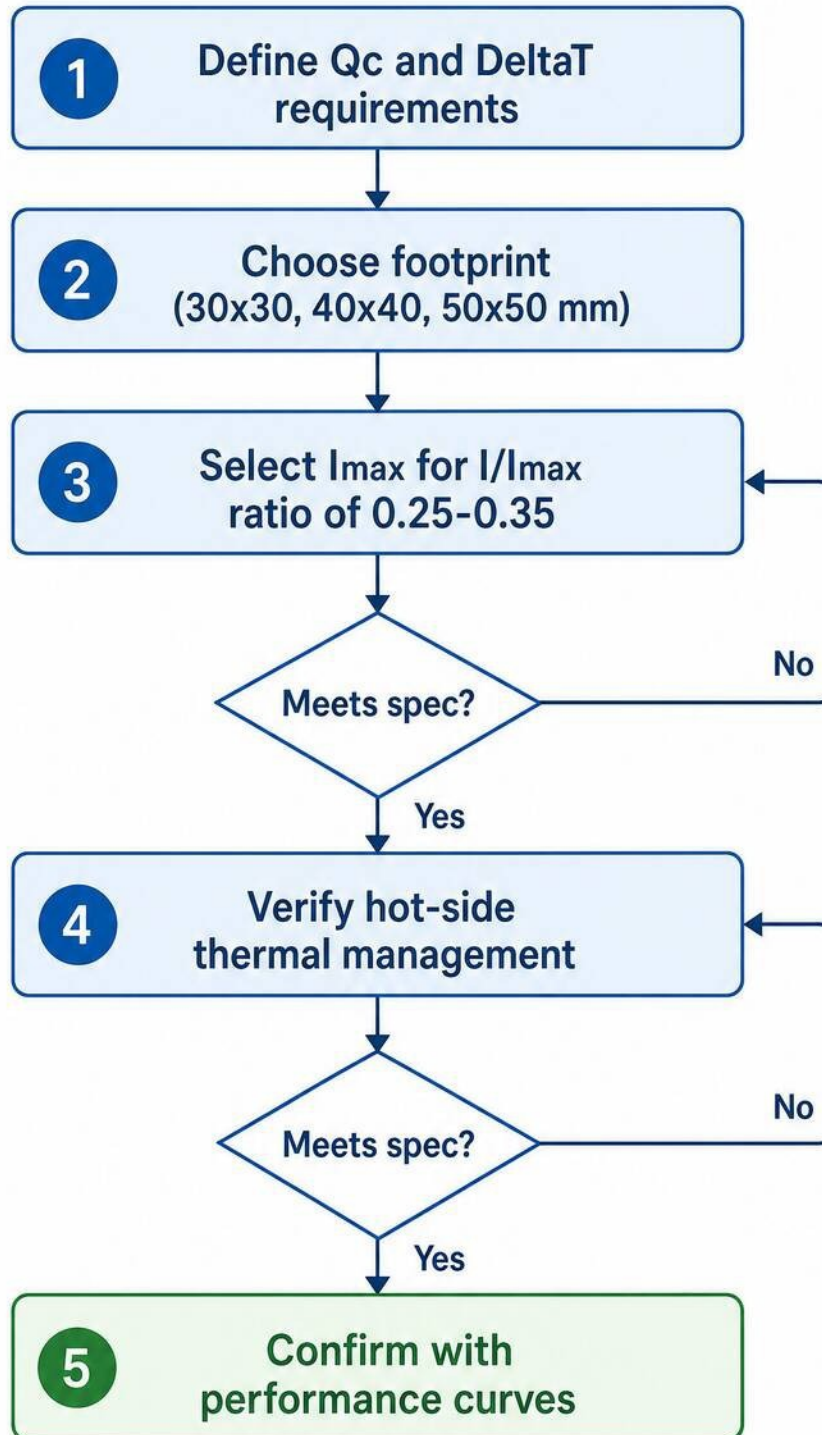 1
Define Qc and DeltaT
requirements
2
Choose footprint
(30x30, 40x40, 50x50 mm)
3
Select Imax for I/Imax
ratio of 0.25-0.35
Meets spec?
No
Yes
4
Verify hot-side
thermal management
Meets spec?
No
Yes
5
Confirm with
performance curves